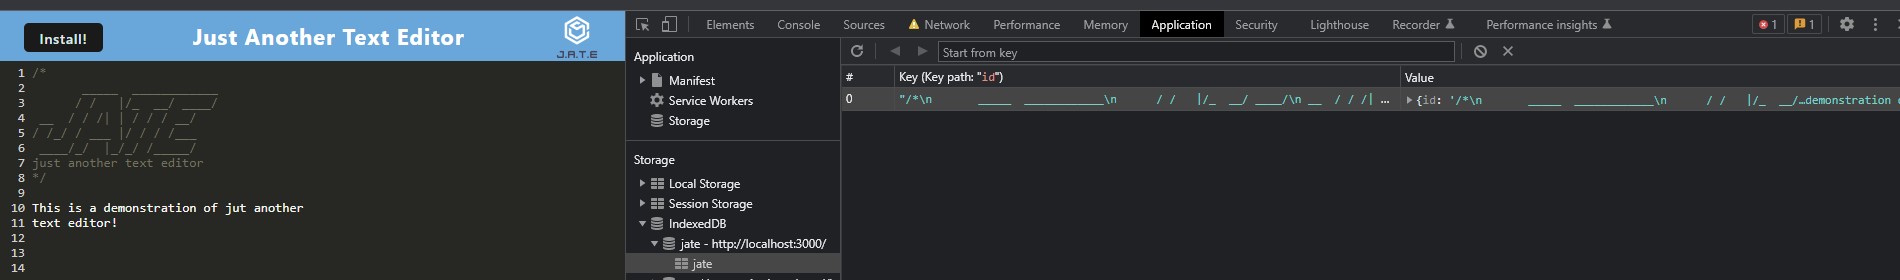 Install!
Just Another Text Editor
J.A.T.E
1 /*
2        _____  ____________
3       / /   |/_  __/ ____/
4  __  / / /| | / / / __/
5 / /_/ / ___ |/ / / /___
6  ____/_/  |_/_/ /_____/
7 just another text editor
8 */
9
10 This is a demonstration of jut another
11 text editor!
12
13
14
Elements Console Sources Network Performance Memory Application Security Lighthouse Recorder Performance insights 1 1
Application
Manifest
Service Workers
Storage
Storage
Local Storage
Session Storage
IndexedDB
jate - http://localhost:3000/
jate
Start from key
# Key (Key path: "id") Value
0 "/*\n       _____  ____________\n      / /   |/_  __/ ____/\n __  / / /| … {id: '/*\n       _____  ____________\n      / /   |/_  __/…demonstration